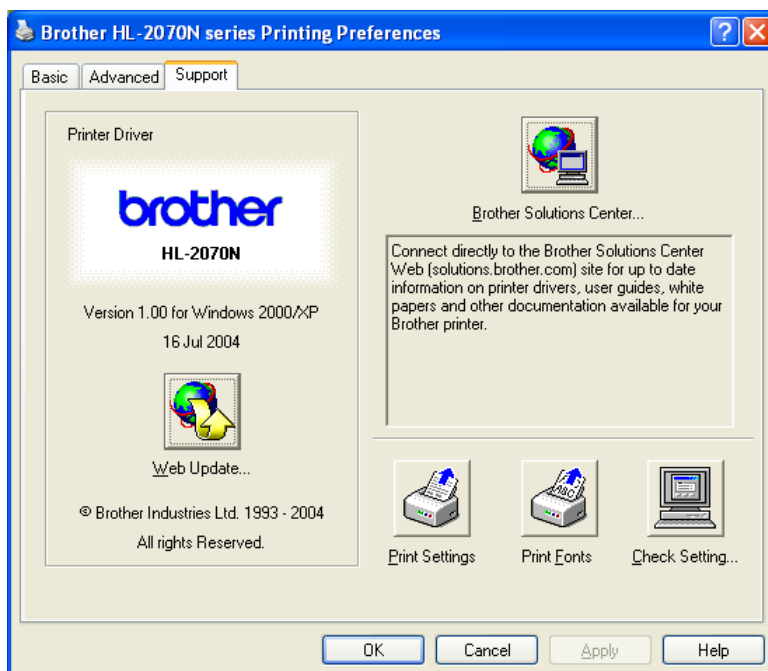 Brother HL-2070N series Printing Preferences
Basic
Advanced
Support
Printer Driver
brother
HL-2070N
Version 1.00 for Windows 2000/XP
16 Jul 2004
Web Update...
© Brother Industries Ltd. 1993 - 2004
All rights Reserved.
Brother Solutions Center...
Connect directly to the Brother Solutions Center
Web (solutions.brother.com) site for up to date
information on printer drivers, user guides, white
papers and other documentation available for your
Brother printer.
Print Settings
Print Fonts
Check Setting...
OK
Cancel
Apply
Help